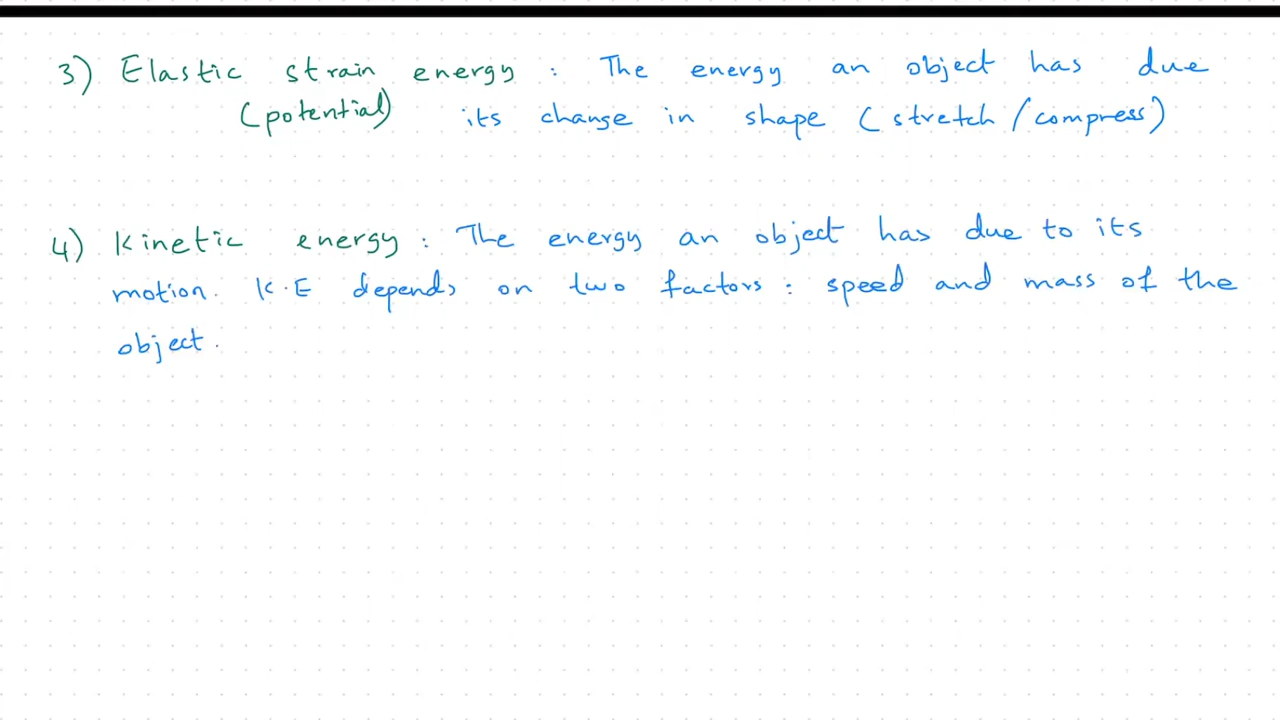 3) Elastic strain energy : The energy an object has due
(potential) its change in shape (stretch/compress)
4) Kinetic energy : The energy an object has due to its
motion. K.E depends on two factors : speed and mass of the
object.